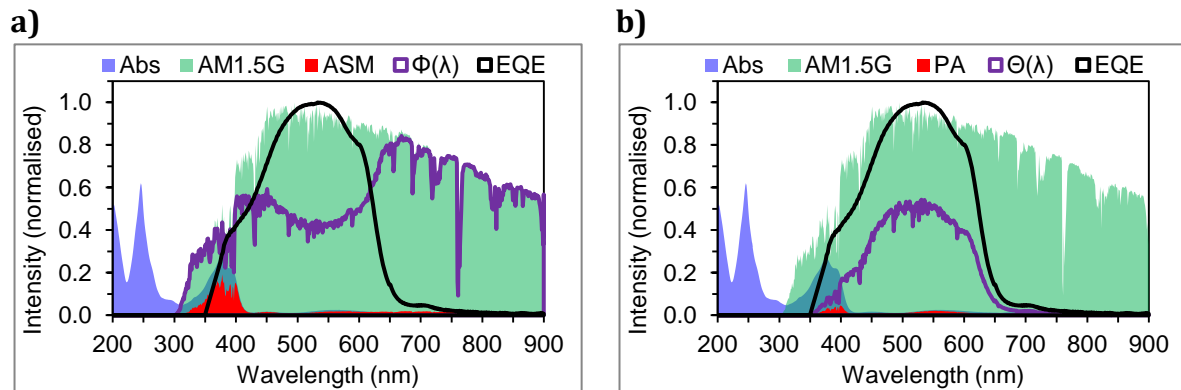 a)
Abs AM1.5G ASM Φ(λ) EQE
Intensity (normalised)
1.0
0.8
0.6
0.4
0.2
0.0
200 300 400 500 600 700 800 900
Wavelength (nm)
b)
Abs AM1.5G PA Θ(λ) EQE
Intensity (normalised)
1.0
0.8
0.6
0.4
0.2
0.0
200 300 400 500 600 700 800 900
Wavelength (nm)